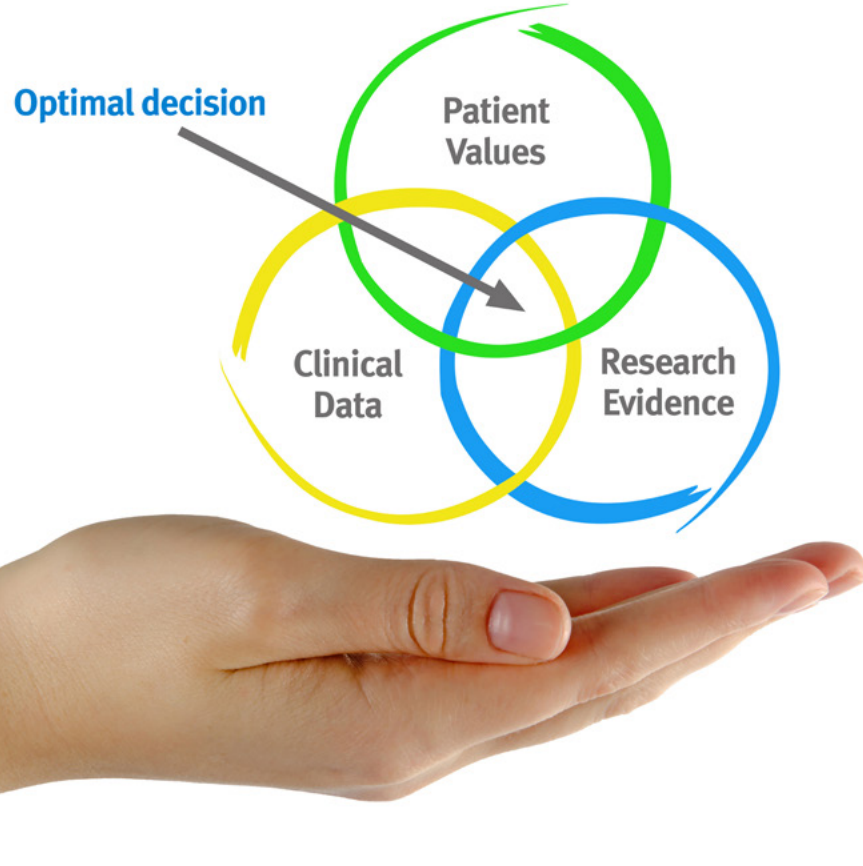 Optimal decision
Patient
Values
Clinical
Data
Research
Evidence